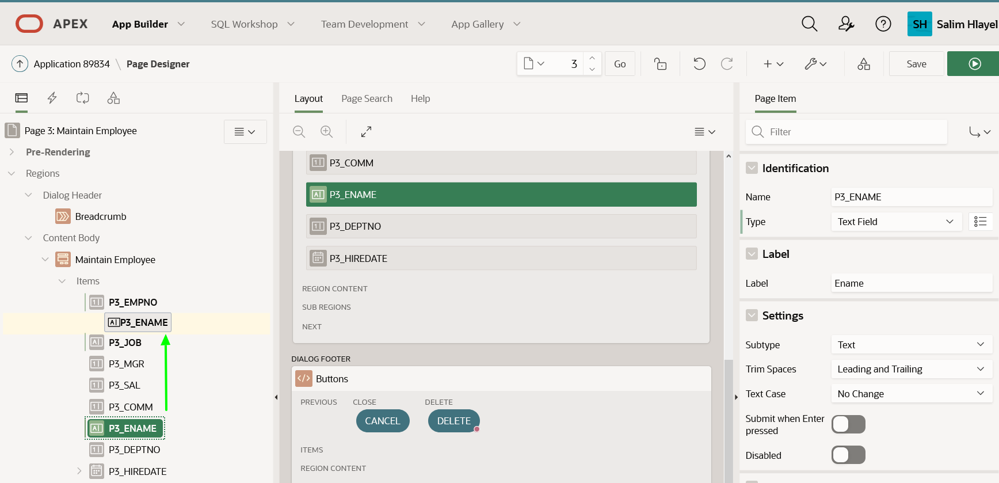 APEX App Builder SQL Workshop Team Development App Gallery SH Salim Hlayel
Application 89834 \ Page Designer 3 Go Save
Page 3: Maintain Employee
Pre-Rendering
Regions
Dialog Header
Breadcrumb
Content Body
Maintain Employee
Items
P3_EMPNO
P3_ENAME
P3_JOB
P3_MGR
P3_SAL
P3_COMM
P3_ENAME
P3_DEPTNO
P3_HIREDATE
Layout Page Search Help
P3_COMM
P3_ENAME
P3_DEPTNO
P3_HIREDATE
REGION CONTENT
SUB REGIONS
NEXT
DIALOG FOOTER
Buttons
PREVIOUS CLOSE DELETE
CANCEL DELETE
ITEMS
REGION CONTENT
Page Item
Filter
Identification
Name P3_ENAME
Type Text Field
Label
Label Ename
Settings
Subtype Text
Trim Spaces Leading and Trailing
Text Case No Change
Submit when Enter
pressed
Disabled